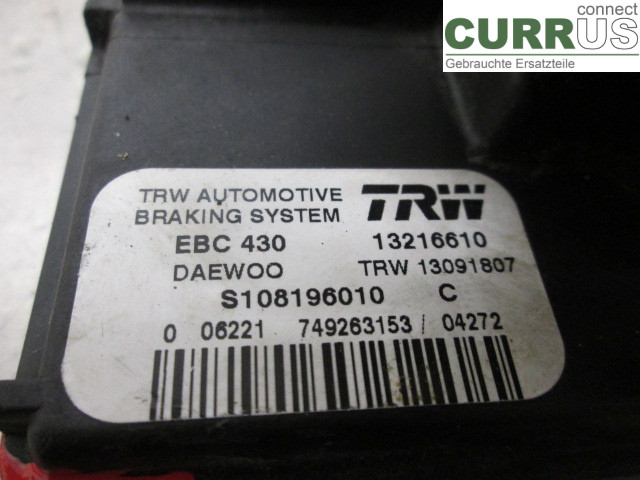 connect
CURRUS
Gebrauchte Ersatzteile
TRW AUTOMOTIVE
BRAKING SYSTEM
TRW
EBC 430 13216610
DAEWOO TRW 13091807
S108196010 C
0 06221 749263153 / 04272